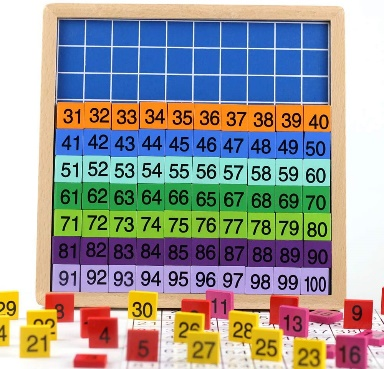 31 32 33 34 35 36 37 38 39 40
41 42 43 44 45 46 47 48 49 50
51 52 53 54 55 56 57 58 59 60
61 62 63 64 65 66 67 68 69 70
71 72 73 74 75 76 77 78 79 80
81 82 83 84 85 86 87 88 89 90
91 92 93 94 95 96 97 98 99 100
29 30 11 13 9
22 26 28
21 4 5 27 25 23 16